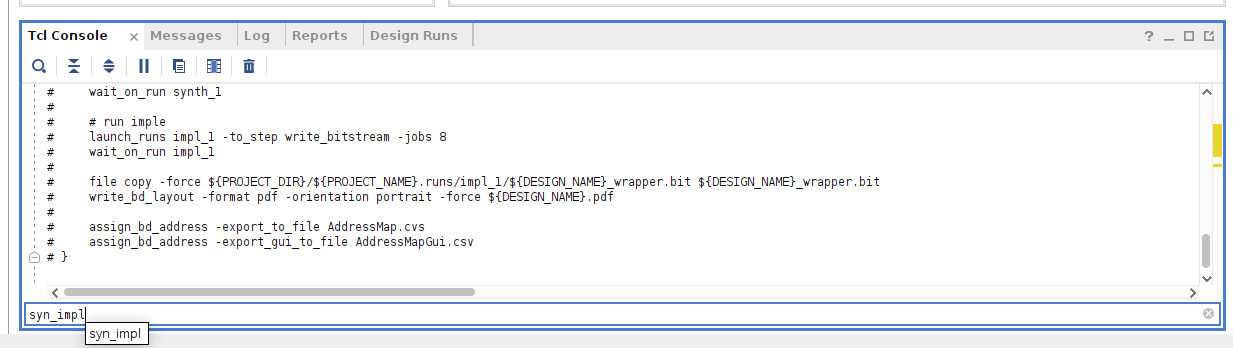 Tcl Console × Messages Log Reports Design Runs ?
# wait_on_run synth_1
#
# # run imple
# launch_runs impl_1 -to_step write_bitstream -jobs 8
# wait_on_run impl_1
#
# file copy -force ${PROJECT_DIR}/${PROJECT_NAME}.runs/impl_1/${DESIGN_NAME}_wrapper.bit ${DESIGN_NAME}_wrapper.bit
# write_bd_layout -format pdf -orientation portrait -force ${DESIGN_NAME}.pdf
#
# assign_bd_address -export_to_file AddressMap.cvs
# assign_bd_address -export_gui_to_file AddressMapGui.csv
# }
syn_impl
syn_impl